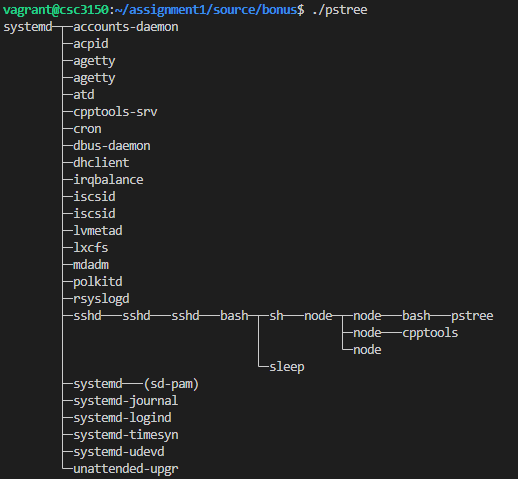 vagrant@csc3150:~/assignment1/source/bonus$ ./pstree
systemd─┬─accounts-daemon
        ├─acpid
        ├─agetty
        ├─agetty
        ├─atd
        ├─cpptools-srv
        ├─cron
        ├─dbus-daemon
        ├─dhclient
        ├─irqbalance
        ├─iscsid
        ├─iscsid
        ├─lvmetad
        ├─lxcfs
        ├─mdadm
        ├─polkitd
        ├─rsyslogd
        ├─sshd───sshd───sshd───bash─┬─sh───node─┬─node───bash───pstree
        │                           │           ├─node───cpptools
        │                           │           └─node
        │                           └─sleep
        ├─systemd───(sd-pam)
        ├─systemd-journal
        ├─systemd-logind
        ├─systemd-timesyn
        ├─systemd-udevd
        └─unattended-upgr